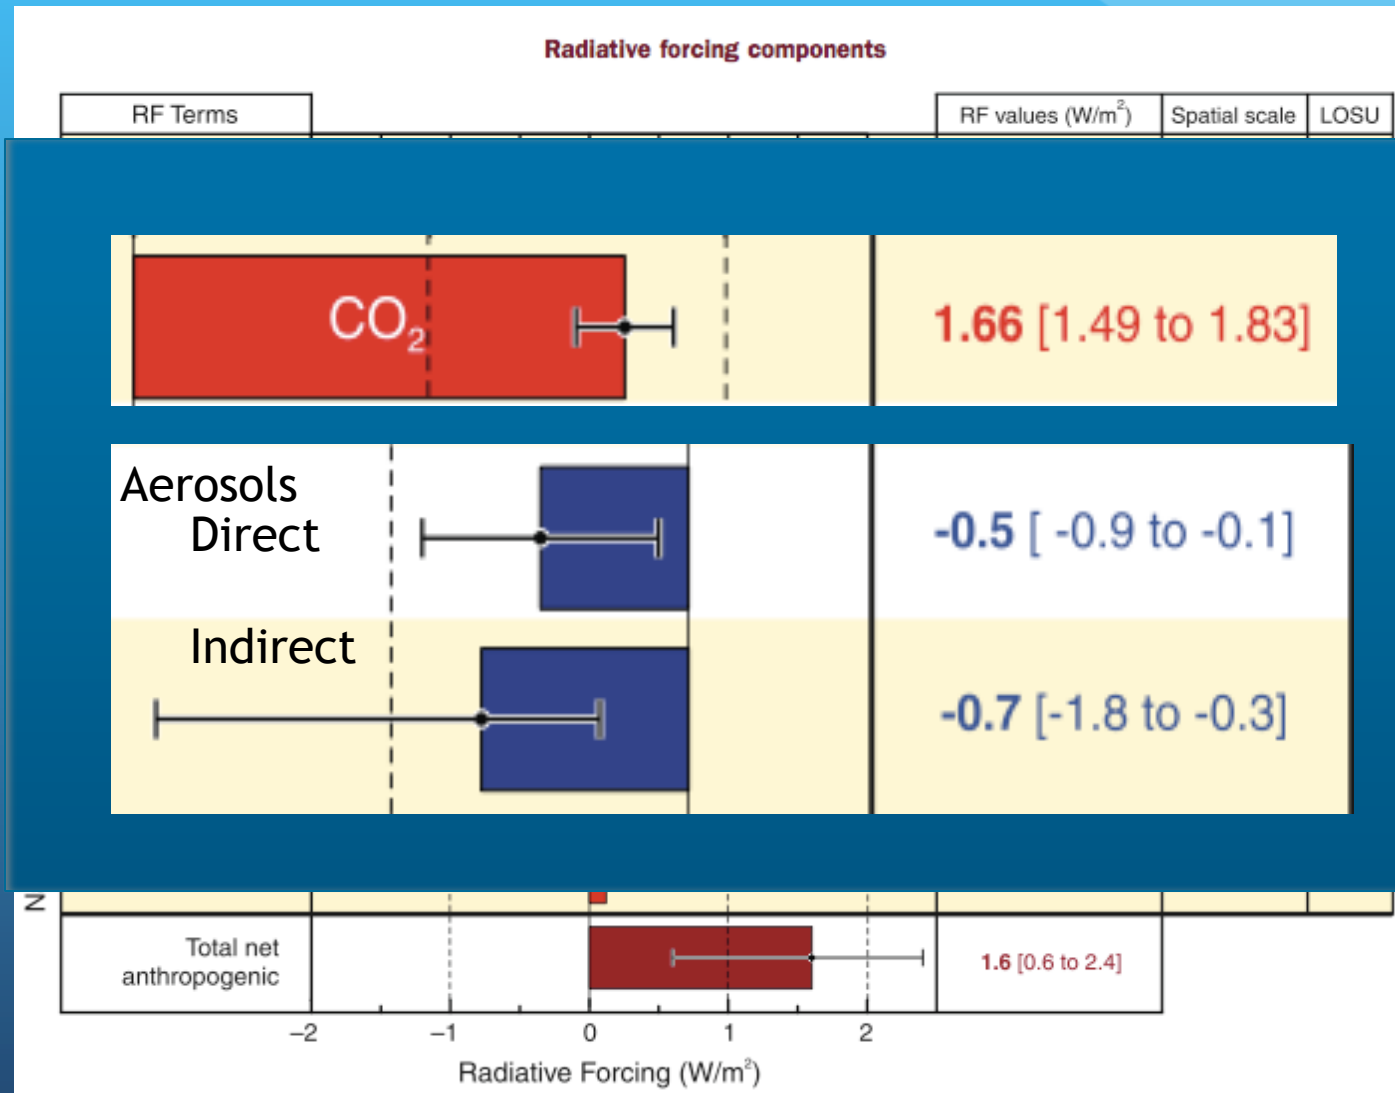 Radiative forcing components
RF Terms
RF values (W/m²) Spatial scale LOSU
CO₂ 1.66 [1.49 to 1.83]
Aerosols
Direct -0.5 [ -0.9 to -0.1]
Indirect -0.7 [-1.8 to -0.3]
N
Total net
anthropogenic 1.6 [0.6 to 2.4]
–2 –1 0 1 2
Radiative Forcing (W/m²)